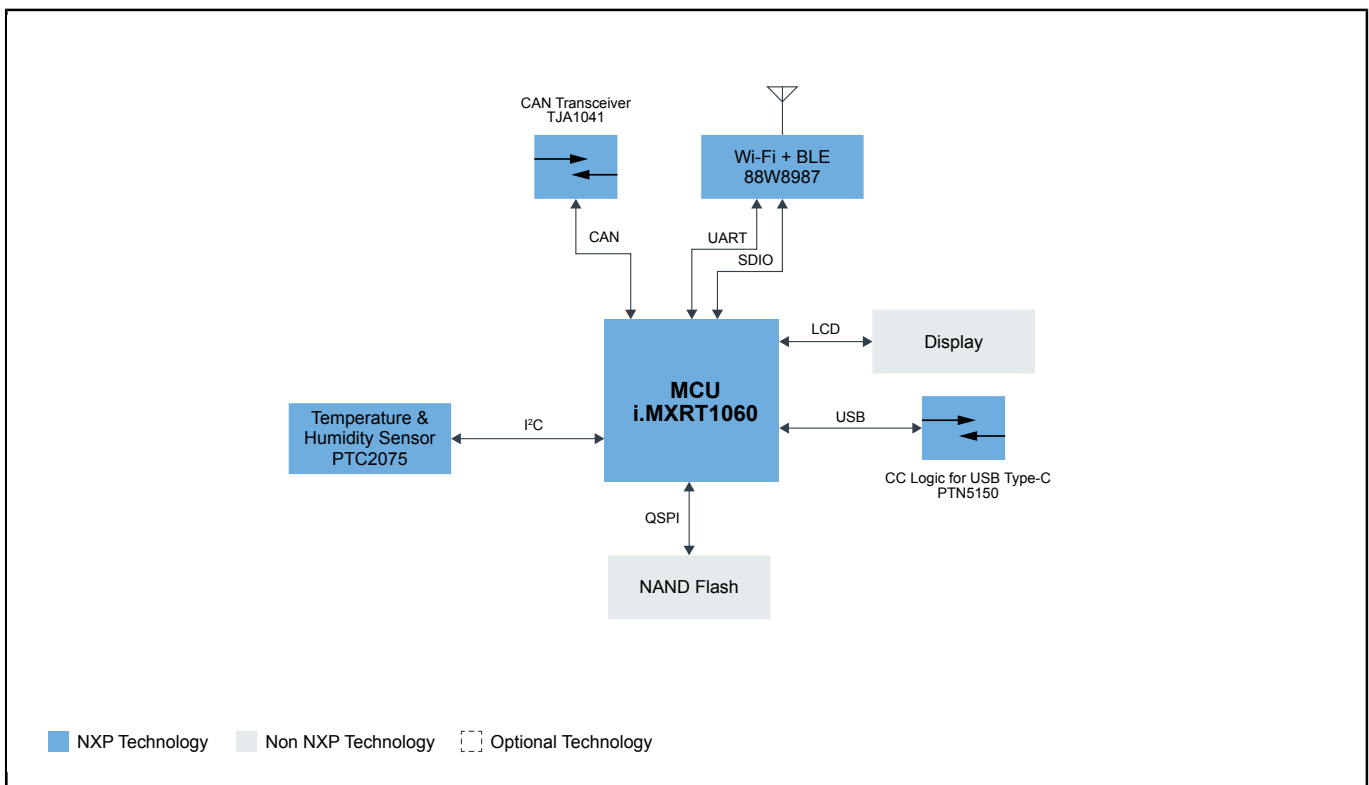 CAN Transceiver
TJA1041
Wi-Fi + BLE
88W8987
CAN
UART
SDIO
LCD
Display
MCU
i.MXRT1060
USB
Temperature &
Humidity Sensor
PTC2075
I²C
CC Logic for USB Type-C
PTN5150
QSPI
NAND Flash
NXP Technology
Non NXP Technology
Optional Technology